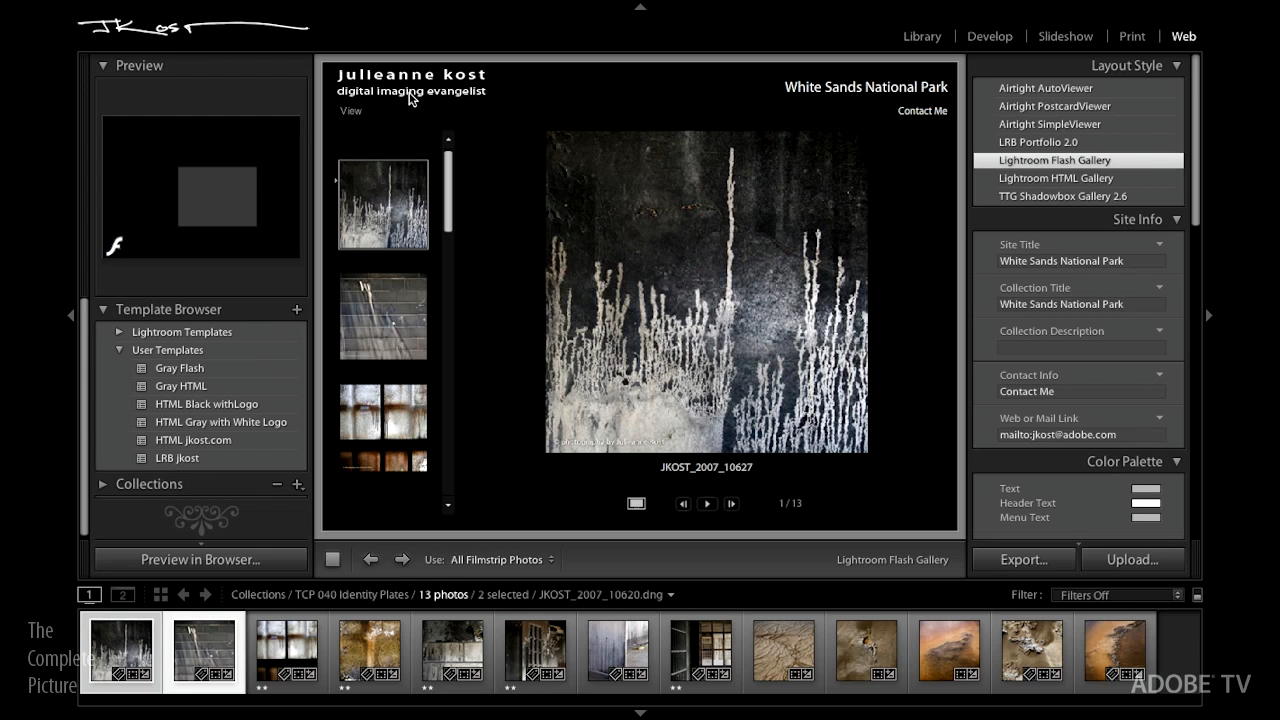 JKost
Library | Develop | Slideshow | Print | Web
Preview
Template Browser
Lightroom Templates
User Templates
Gray Flash
Gray HTML
HTML Black withLogo
HTML Gray with White Logo
HTML jkost.com
LRB jkost
Collections
Preview in Browser...
Julieanne kost
digital imaging evangelist
View
White Sands National Park
Contact Me
© photography by Julieanne Kost
JKOST_2007_10627
1 / 13
Use: All Filmstrip Photos
Lightroom Flash Gallery
Layout Style
Airtight AutoViewer
Airtight PostcardViewer
Airtight SimpleViewer
LRB Portfolio 2.0
Lightroom Flash Gallery
Lightroom HTML Gallery
TTG Shadowbox Gallery 2.6
Site Info
Site Title
White Sands National Park
Collection Title
White Sands National Park
Collection Description
Contact Info
Contact Me
Web or Mail Link
mailto:jkost@adobe.com
Color Palette
Text
Header Text
Menu Text
Export...
Upload...
1
2
Collections / TCP 040 Identity Plates / 13 photos / 2 selected / JKOST_2007_10620.dng
Filter : Filters Off
The
Complete
Picture
ADOBE® TV